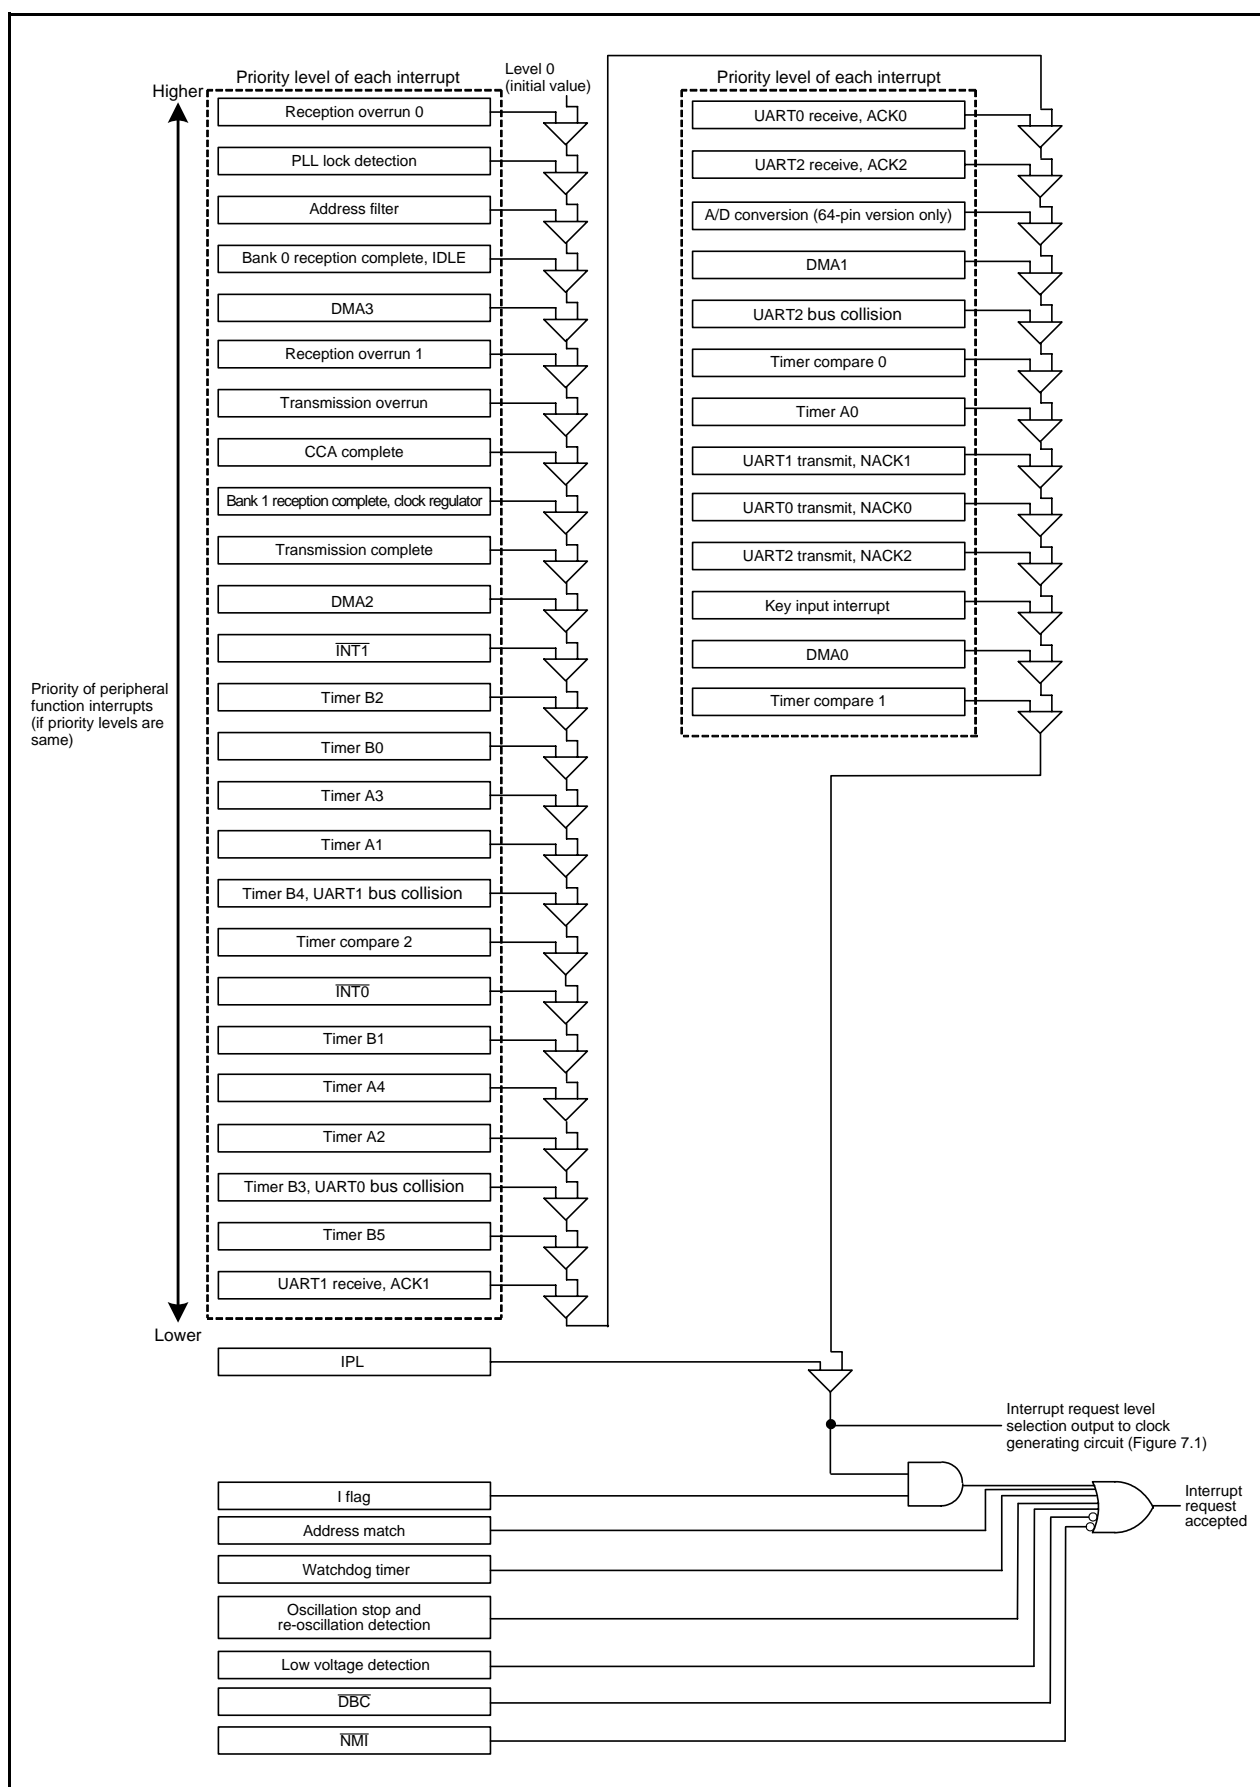 Priority level of each interrupt
Level 0
(initial value)
Higher
Reception overrun 0
PLL lock detection
Address filter
Bank 0 reception complete, IDLE
DMA3
Reception overrun 1
Transmission overrun
CCA complete
Bank 1 reception complete, clock regulator
Transmission complete
DMA2
INT1
Timer B2
Timer B0
Timer A3
Timer A1
Timer B4, UART1 bus collision
Timer compare 2
INT0
Timer B1
Timer A4
Timer A2
Timer B3, UART0 bus collision
Timer B5
UART1 receive, ACK1
Priority of peripheral
function interrupts
(if priority levels are
same)
Lower
Priority level of each interrupt
UART0 receive, ACK0
UART2 receive, ACK2
A/D conversion (64-pin version only)
DMA1
UART2 bus collision
Timer compare 0
Timer A0
UART1 transmit, NACK1
UART0 transmit, NACK0
UART2 transmit, NACK2
Key input interrupt
DMA0
Timer compare 1
IPL
Interrupt request level
selection output to clock
generating circuit (Figure 7.1)
I flag
Address match
Watchdog timer
Oscillation stop and
re-oscillation detection
Low voltage detection
DBC
NMI
Interrupt
request
accepted